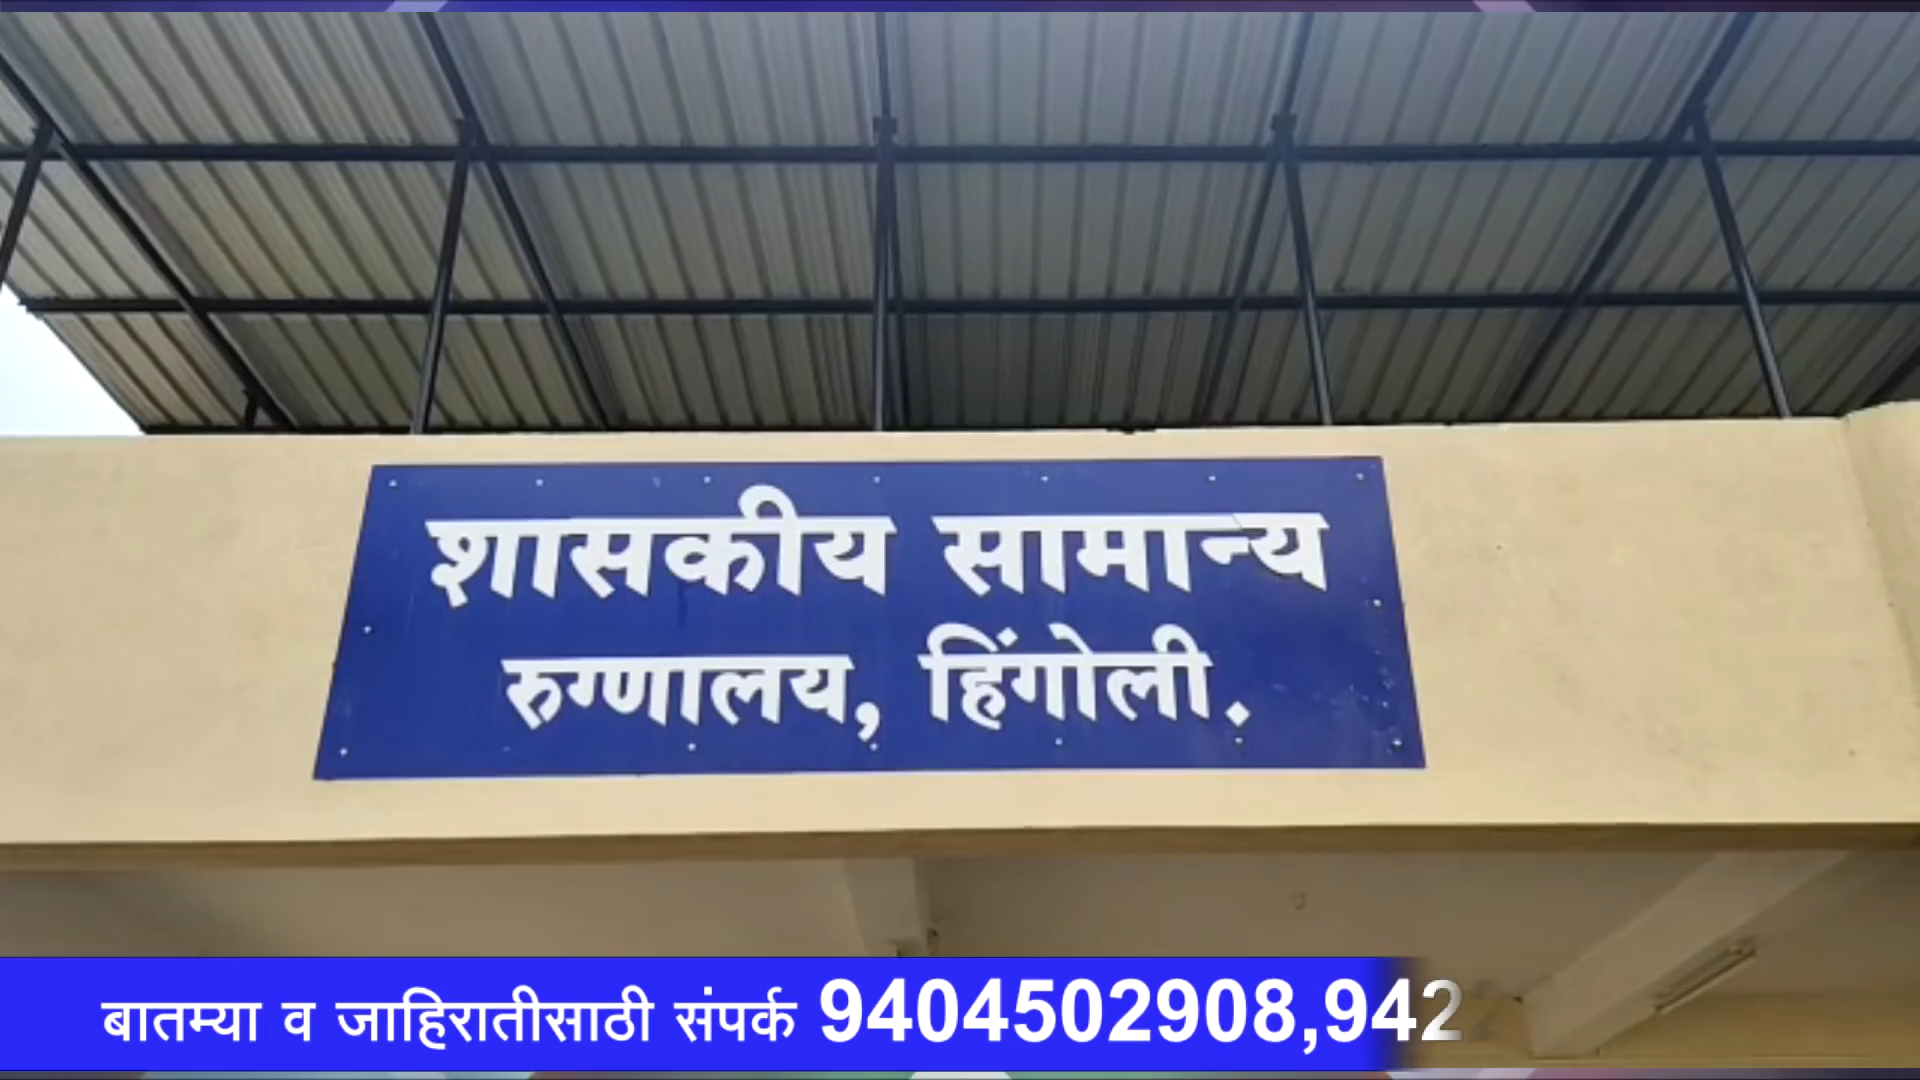 शासकीय सामान्य
रुग्णालय, हिंगोली.
बातम्या व जाहिरातीसाठी संपर्क 9404502908,942